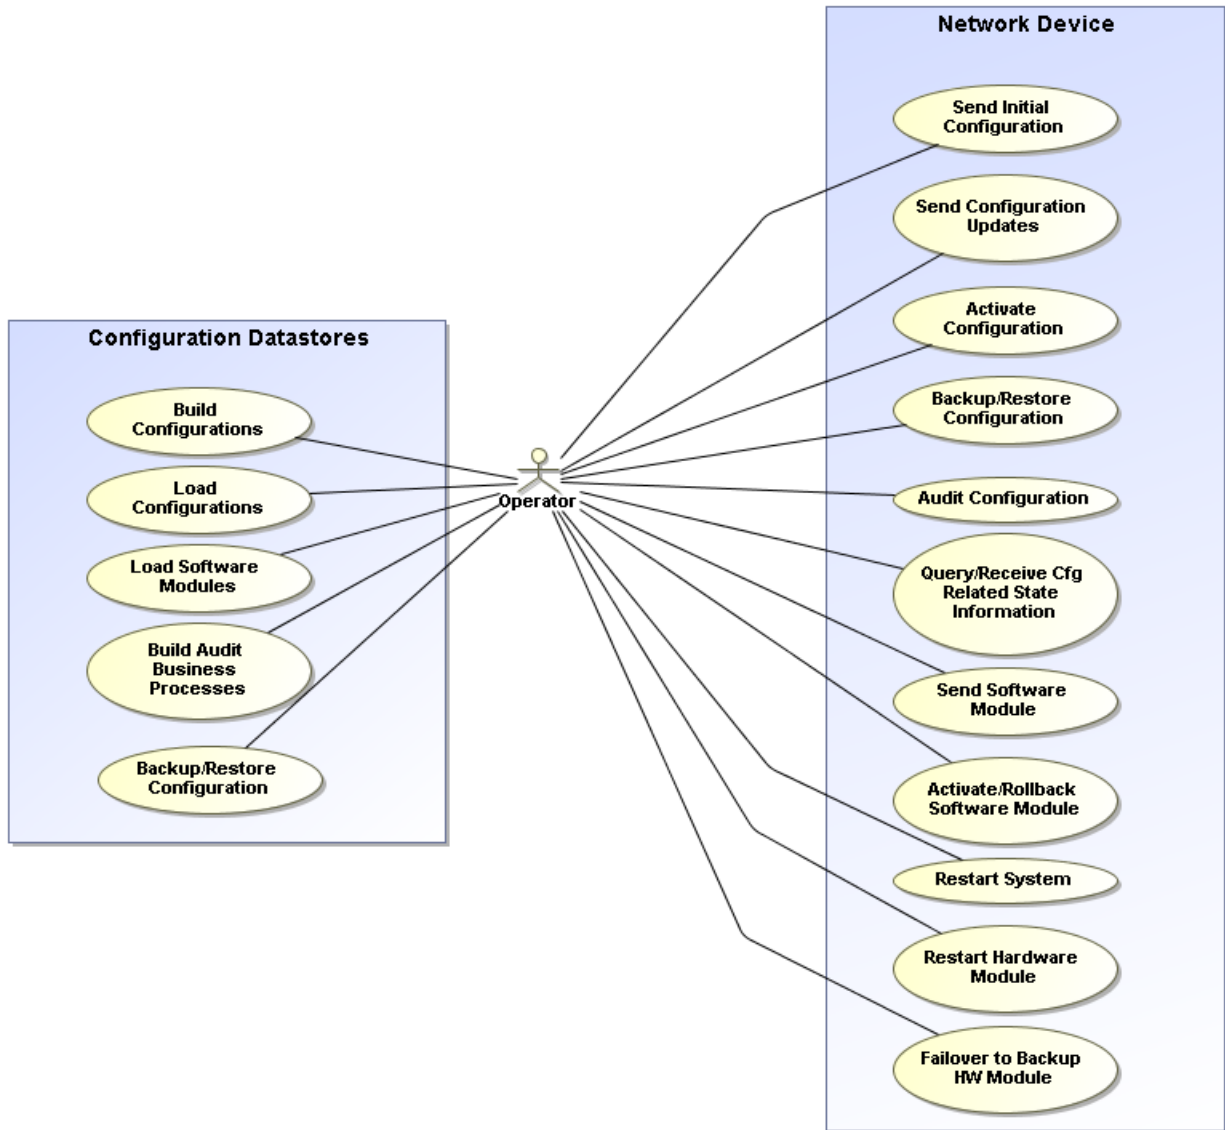 Network Device
Send Initial
Configuration
Send Configuration
Updates
Activate
Configuration
Backup/Restore
Configuration
Audit Configuration
Query/Receive Cfg
Related State
Information
Send Software
Module
Activate/Rollback
Software Module
Restart System
Restart Hardware
Module
Failover to Backup
HW Module
Configuration Datastores
Build
Configurations
Load
Configurations
Load Software
Modules
Build Audit
Business
Processes
Backup/Restore
Configuration
Operator